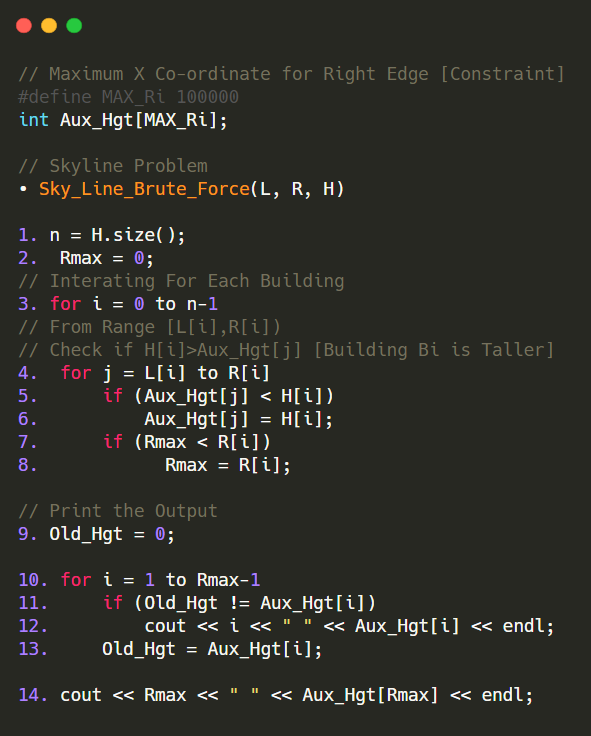 // Maximum X Co-ordinate for Right Edge [Constraint]
#define MAX_Ri 100000
int Aux_Hgt[MAX_Ri];
// Skyline Problem
• Sky_Line_Brute_Force(L, R, H)
1. n = H.size();
2.  Rmax = 0;
// Interating For Each Building
3. for i = 0 to n-1
// From Range [L[i],R[i])
// Check if H[i]>Aux_Hgt[j] [Building Bi is Taller]
4.  for j = L[i] to R[i]
5.      if (Aux_Hgt[j] < H[i])
6.          Aux_Hgt[j] = H[i];
7.      if (Rmax < R[i])
8.            Rmax = R[i];
// Print the Output
9. Old_Hgt = 0;
10. for i = 1 to Rmax-1
11.     if (Old_Hgt != Aux_Hgt[i])
12.         cout << i << " " << Aux_Hgt[i] << endl;
13.     Old_Hgt = Aux_Hgt[i];
14. cout << Rmax << " " << Aux_Hgt[Rmax] << endl;